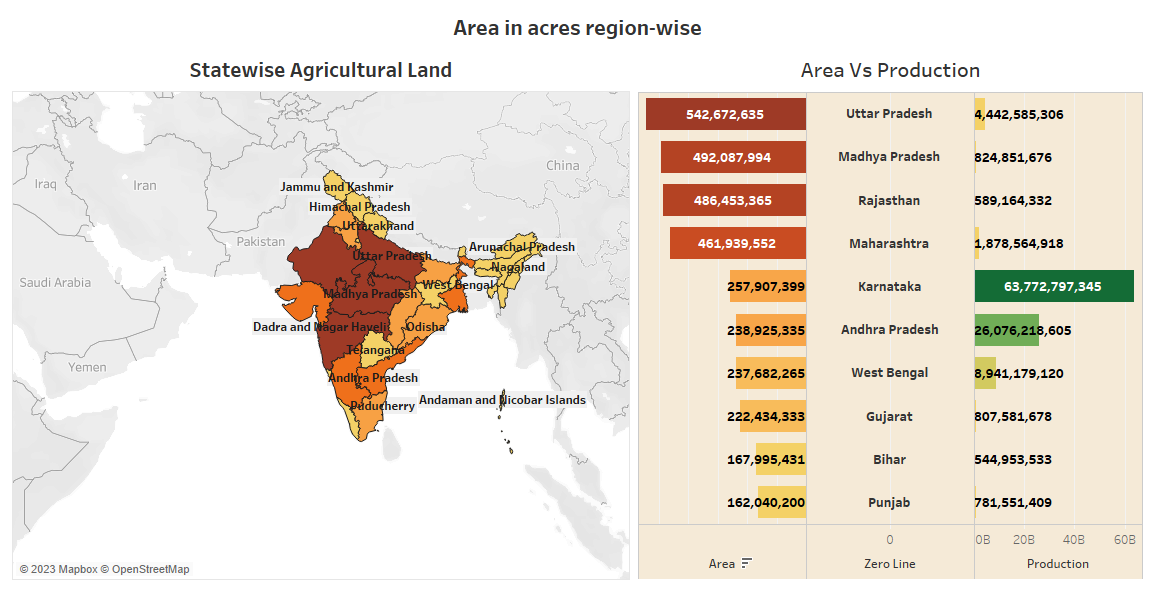 Area in acres region-wise
Statewise Agricultural Land
Area Vs Production
China
Iraq
Iran
Jammu and Kashmir
Himachal Pradesh
Uttarakhand
Pakistan
Arunachal Pradesh
Uttar Pradesh
Nagaland
Saudi Arabia
West Bengal
Madhya Pradesh
Dadra and Nagar Haveli
Odisha
Telangana
Yemen
Andhra Pradesh
Andaman and Nicobar Islands
Puducherry
© 2023 Mapbox © OpenStreetMap
542,672,635 Uttar Pradesh 4,442,585,306
492,087,994 Madhya Pradesh 824,851,676
486,453,365 Rajasthan 589,164,332
461,939,552 Maharashtra 1,878,564,918
257,907,399 Karnataka 63,772,797,345
238,925,335 Andhra Pradesh 26,076,218,605
237,682,265 West Bengal 8,941,179,120
222,434,333 Gujarat 807,581,678
167,995,431 Bihar 544,953,533
162,040,200 Punjab 781,551,409
0 0B 20B 40B 60B
Area Zero Line Production